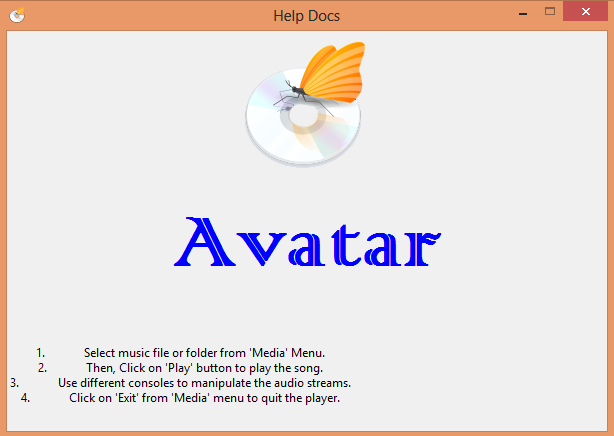 Help Docs
Avatar
1. Select music file or folder from 'Media' Menu.
2. Then, Click on 'Play' button to play the song.
3. Use different consoles to manipulate the audio streams.
4. Click on 'Exit' from 'Media' menu to quit the player.